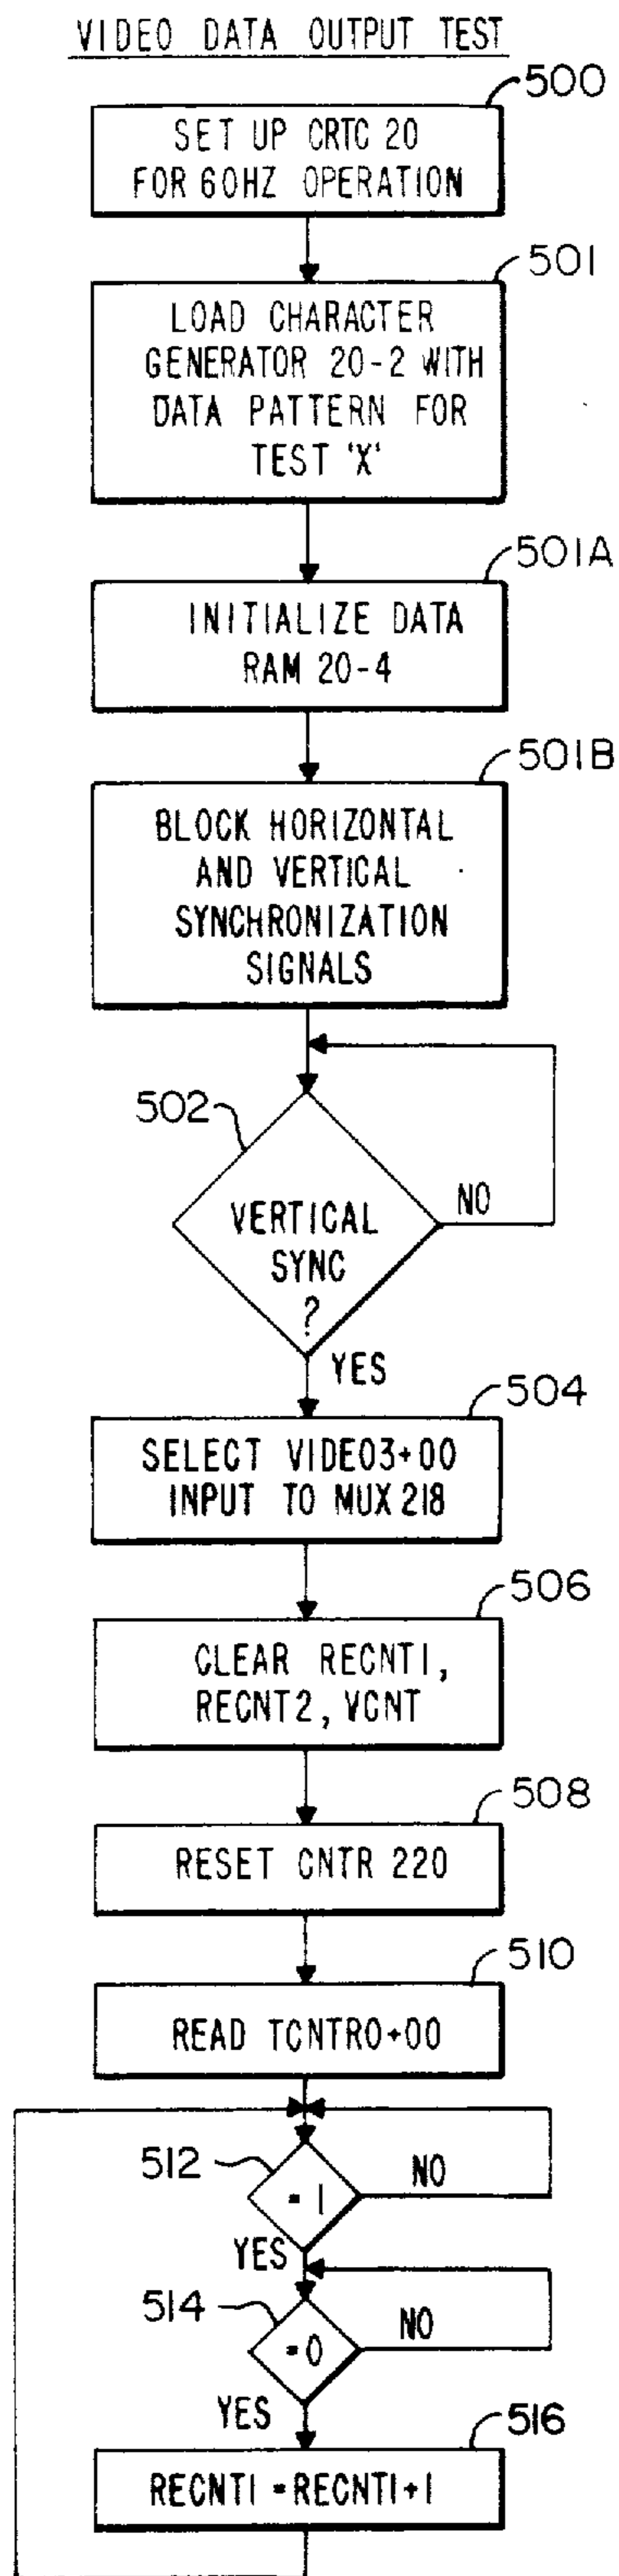 VIDEO DATA OUTPUT TEST
500
SET UP CRTC 20
FOR 60HZ OPERATION
501
LOAD CHARACTER
GENERATOR 20-2 WITH
DATA PATTERN FOR
TEST 'X'
501A
INITIALIZE DATA
RAM 20-4
501B
BLOCK HORIZONTAL
AND VERTICAL
SYNCHRONIZATION
SIGNALS
502
VERTICAL
SYNC
?
NO
YES
504
SELECT VIDEO3+00
INPUT TO MUX 218
506
CLEAR RECNT1,
RECNT2, VCNT
508
RESET CNTR 220
510
READ TCNTR0+00
512
= 1
NO
YES
514
= 0
NO
YES
516
RECNT1 = RECNT1+1